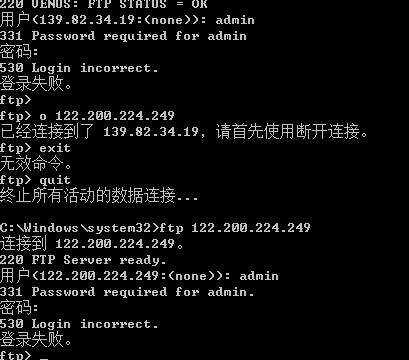 220 VENUS: FTP STATUS = OK
用户(139.82.34.19:(none)): admin
331 Password required for admin
密码:
530 Login incorrect.
登录失败。
ftp>
ftp> o 122.200.224.249
已经连接到了 139.82.34.19, 请首先使用断开连接。
ftp> exit
无效命令。
ftp> quit
终止所有活动的数据连接...
C:\Windows\system32>ftp 122.200.224.249
连接到 122.200.224.249。
220 FTP Server ready.
用户(122.200.224.249:(none)): admin
331 Password required for admin.
密码:
530 Login incorrect.
登录失败。
ftp> _